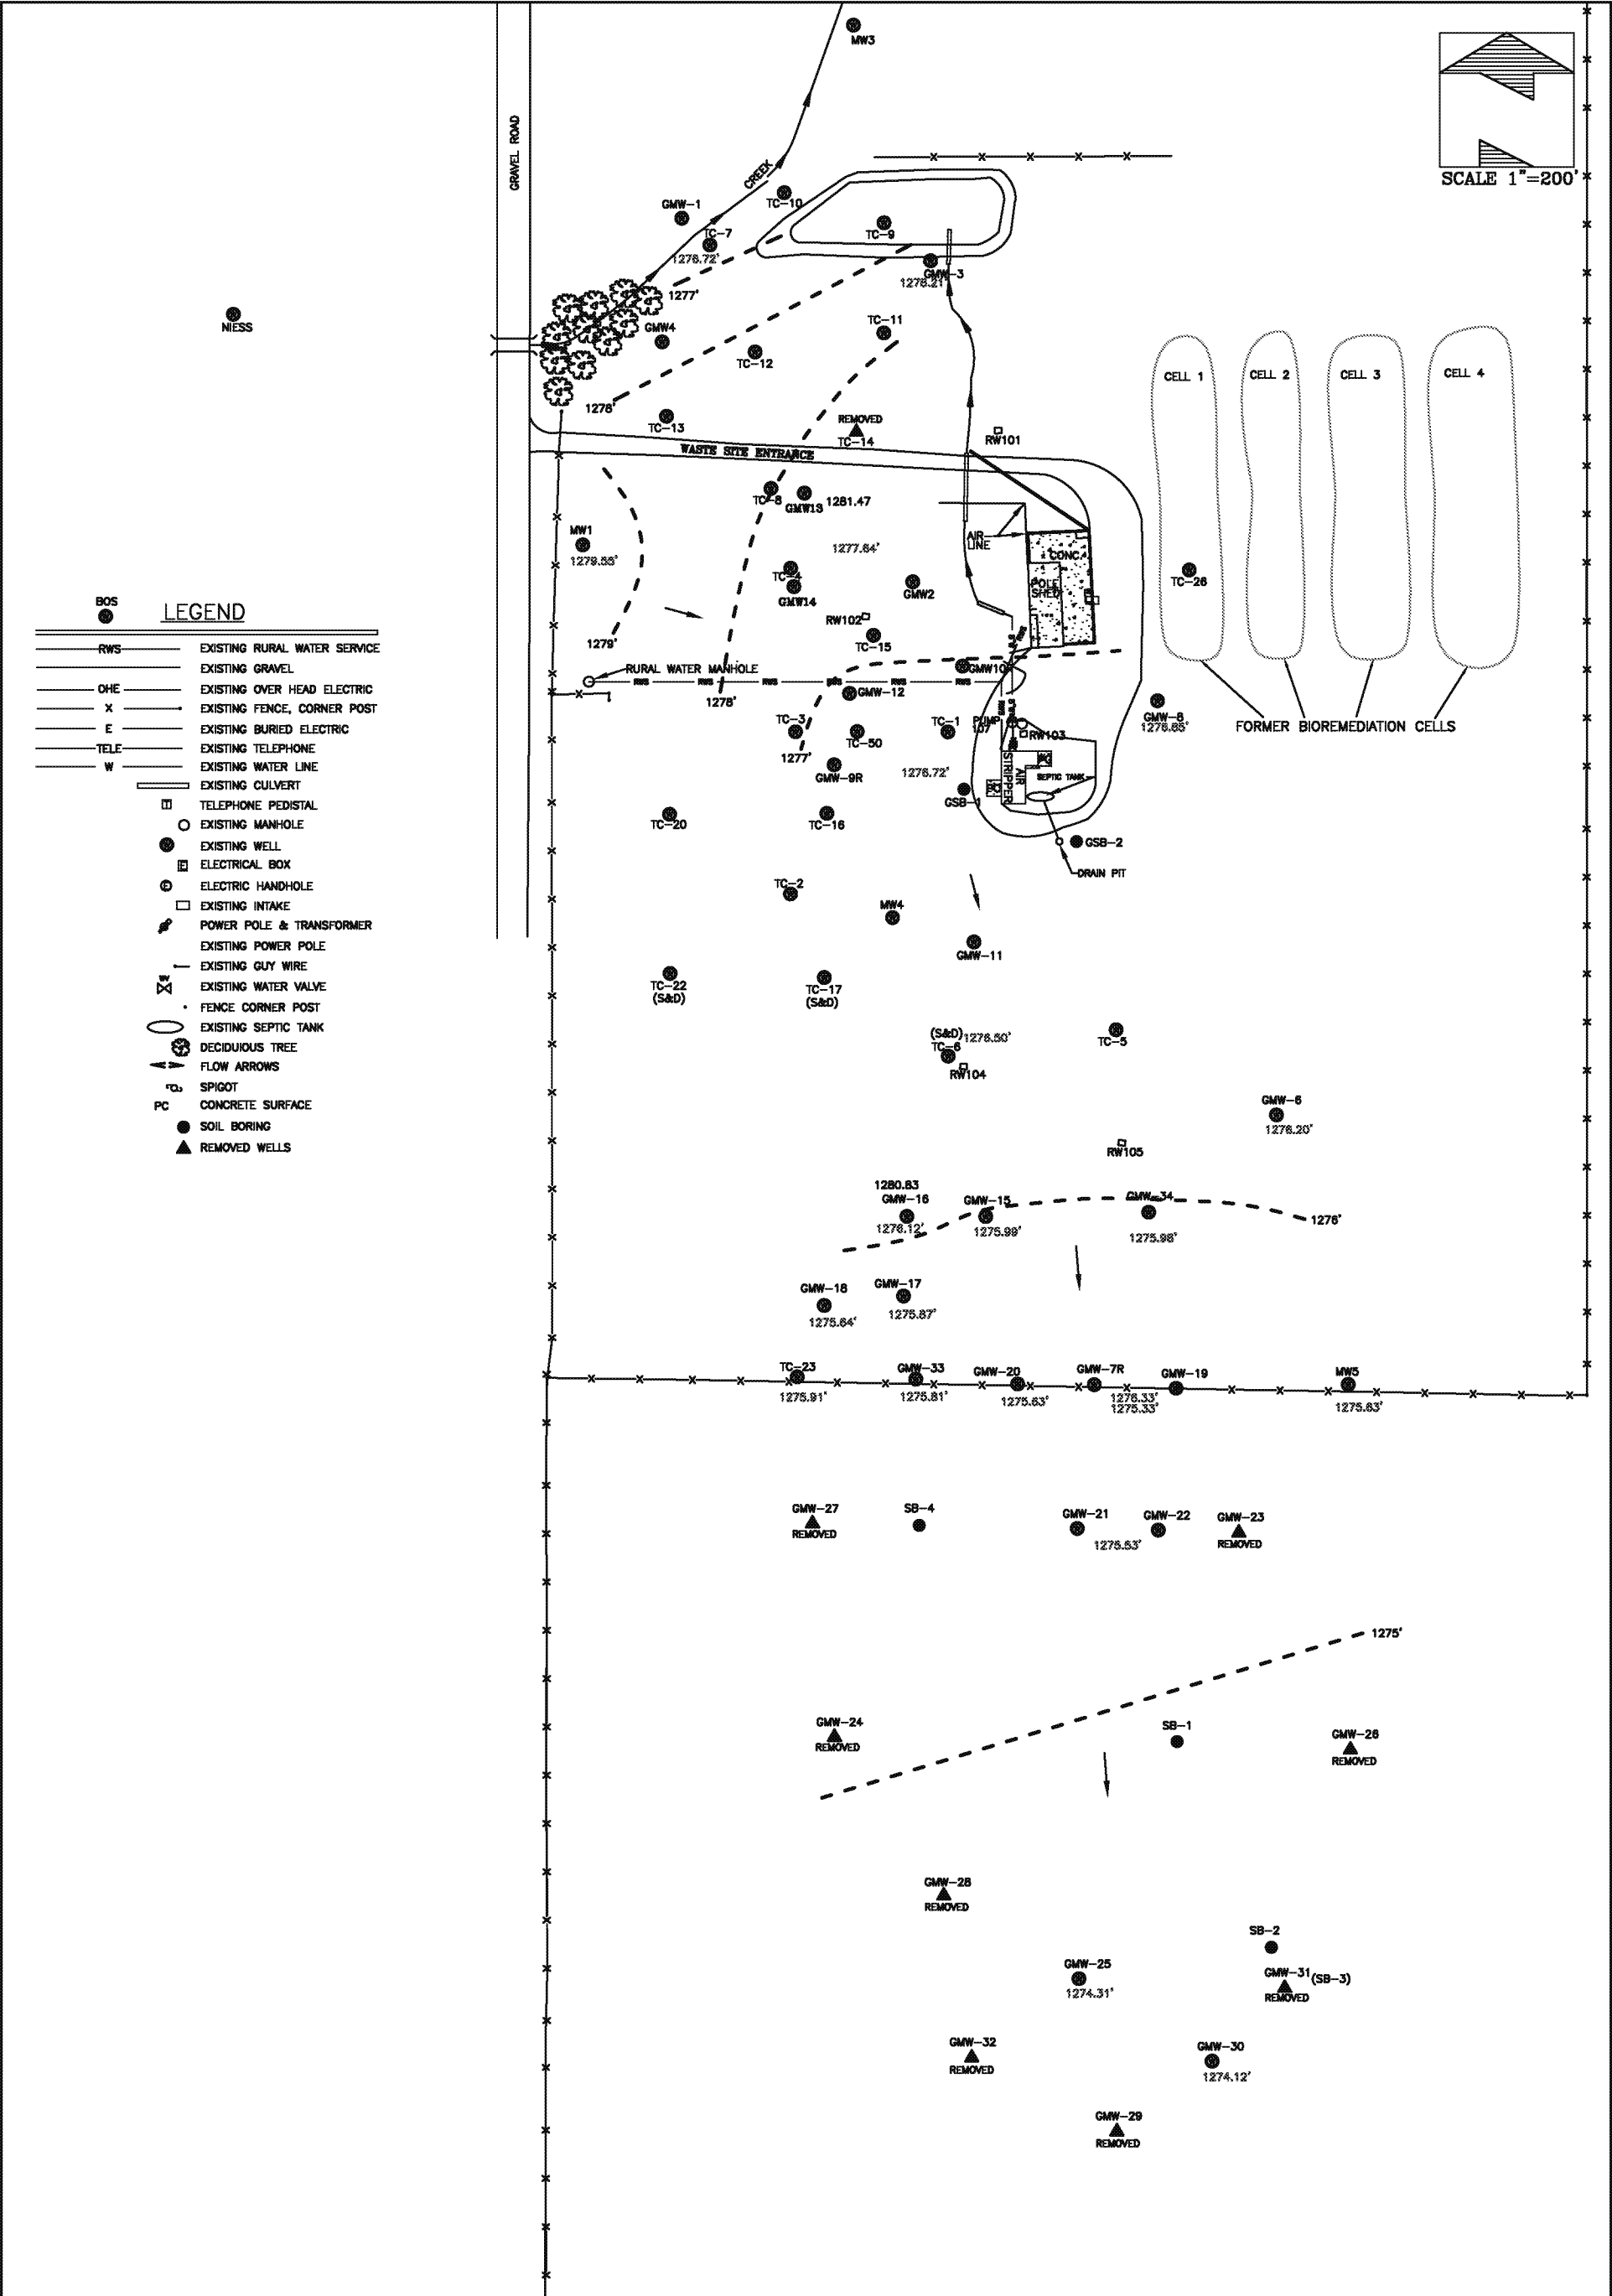 MW3
GRAVEL ROAD
SCALE 1"=200'
CREEK
TC-10
GMW-1
TC-7
1276.72'
TC-9
GMW-3
1276.21'
1277'
NIESS
GMW4
TC-11
TC-12
CELL 1
CELL 2
CELL 3
CELL 4
1278'
TC-13
REMOVED
TC-14
RW101
WASTE SITE ENTRANCE
TC-8
GMW13
1281.47
MW1
1279.55'
1277.64'
AIR
LINE
CONC.
POLE
SHED
TC-4
GMW14
GMW2
TC-26
RW102
TC-15
1279'
RURAL WATER MANHOLE
RWS
RWS
RWS
RWS
RWS
GMW-12
1278'
GMW-8
1276.65'
FORMER BIOREMEDIATION CELLS
TC-3
TC-50
TC-1
PUMP
107
RW103
1277'
GMW-9R
1276.72'
AIR
STRIPPER
SEPTIC TANK
GSB-1
TC-20
TC-16
GSB-2
DRAIN PIT
TC-2
MW4
GMW-11
TC-22
(S&D)
TC-17
(S&D)
(S&D)
TC-6
1276.50'
RW104
TC-5
GMW-6
1276.20'
RW105
1280.83
GMW-16
1276.12'
GMW-15
1275.99'
GMW-34
1275.98'
1276'
GMW-18
1275.64'
GMW-17
1275.87'
TC-23
1275.91'
GMW-33
1275.81'
GMW-20
1275.63'
GMW-7R
1276.33'
1275.33'
GMW-19
MW5
1275.63'
GMW-27
REMOVED
SB-4
GMW-21
1275.53'
GMW-22
GMW-23
REMOVED
1275'
GMW-24
REMOVED
SB-1
GMW-26
REMOVED
GMW-28
REMOVED
SB-2
GMW-25
1274.31'
GMW-31 (SB-3)
REMOVED
GMW-32
REMOVED
GMW-30
1274.12'
GMW-29
REMOVED
BOS
LEGEND
RWS EXISTING RURAL WATER SERVICE
EXISTING GRAVEL
OHE EXISTING OVER HEAD ELECTRIC
X EXISTING FENCE, CORNER POST
E EXISTING BURIED ELECTRIC
TELE EXISTING TELEPHONE
W EXISTING WATER LINE
EXISTING CULVERT
T TELEPHONE PEDISTAL
EXISTING MANHOLE
EXISTING WELL
E ELECTRICAL BOX
E ELECTRIC HANDHOLE
EXISTING INTAKE
POWER POLE & TRANSFORMER
EXISTING POWER POLE
EXISTING GUY WIRE
WV EXISTING WATER VALVE
FENCE CORNER POST
EXISTING SEPTIC TANK
DECIDUIOUS TREE
FLOW ARROWS
SPIGOT
PC CONCRETE SURFACE
SOIL BORING
REMOVED WELLS